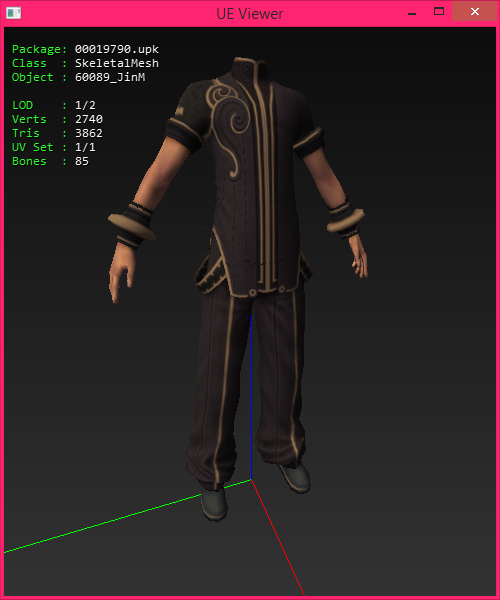 UE Viewer
Package: 00019790.upk
Class  : SkeletalMesh
Object : 60089_JinM
LOD    : 1/2
Verts  : 2740
Tris   : 3862
UV Set : 1/1
Bones  : 85